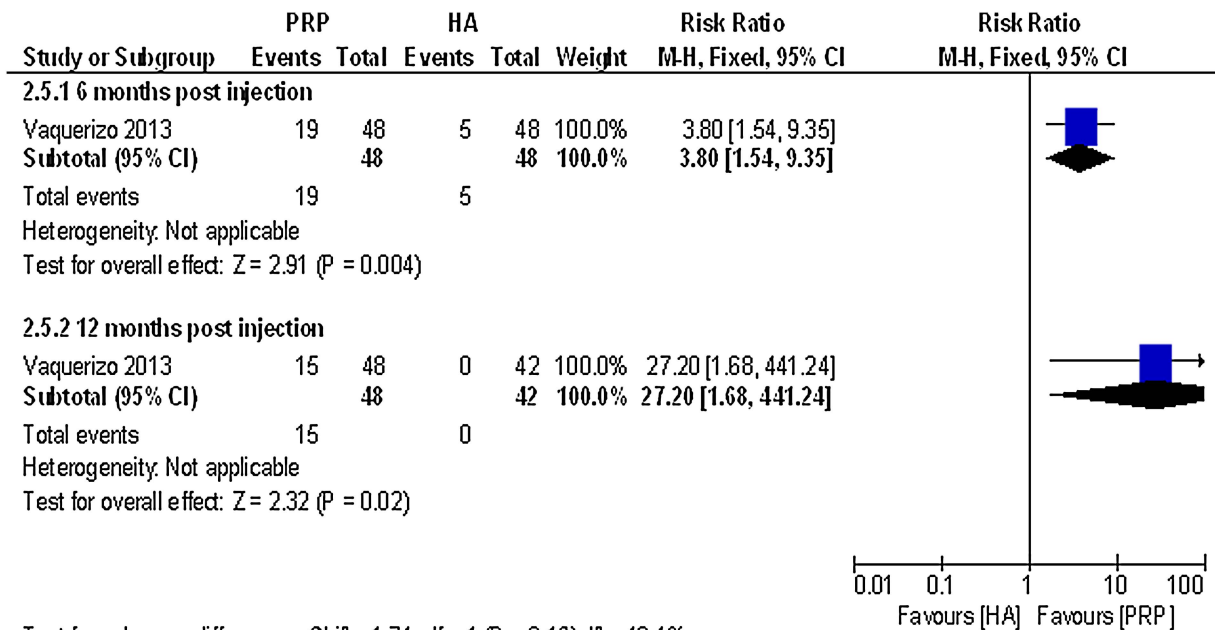 PRP HA Risk Ratio Risk Ratio
Study or Subgroup Events Total Events Total Weight M-H, Fixed, 95% CI M-H, Fixed, 95% CI
2.5.1 6 months post injection
Vaquerizo 2013 19 48 5 48 100.0% 3.80 [1.54, 9.35]
Subtotal (95% CI) 48 48 100.0% 3.80 [1.54, 9.35]
Total events 19 5
Heterogeneity: Not applicable
Test for overall effect: Z = 2.91 (P = 0.004)
2.5.2 12 months post injection
Vaquerizo 2013 15 48 0 42 100.0% 27.20 [1.68, 441.24]
Subtotal (95% CI) 48 42 100.0% 27.20 [1.68, 441.24]
Total events 15 0
Heterogeneity: Not applicable
Test for overall effect: Z = 2.32 (P = 0.02)
0.01 0.1 1 10 100
Favours [HA] Favours [PRP]